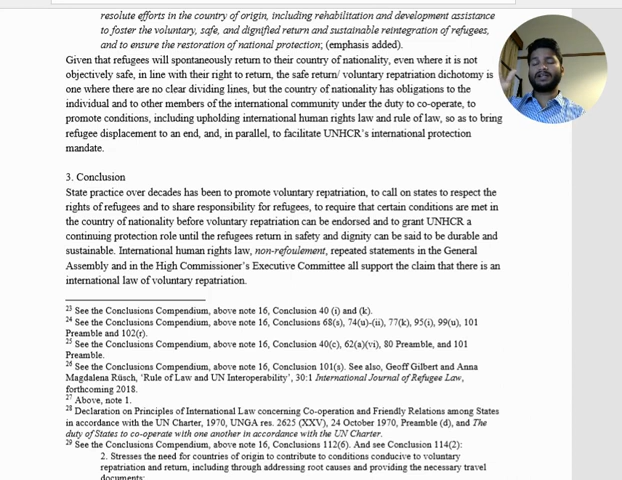 resolute efforts in the country of origin, including rehabilitation and development assistance
to foster the voluntary, safe, and dignified return and sustainable reintegration of refugees,
and to ensure the restoration of national protection; (emphasis added).
Given that refugees will spontaneously return to their country of nationality, even where it is not
objectively safe, in line with their right to return, the safe return/ voluntary repatriation dichotomy is
one where there are no clear dividing lines, but the country of nationality has obligations to the
individual and to other members of the international community under the duty to co-operate, to
promote conditions, including upholding international human rights law and rule of law, so as to bring
refugee displacement to an end, and, in parallel, to facilitate UNHCR's international protection
mandate.
3. Conclusion
State practice over decades has been to promote voluntary repatriation, to call on states to respect the
rights of refugees and to share responsibility for refugees, to require that certain conditions are met in
the country of nationality before voluntary repatriation can be endorsed and to grant UNHCR a
continuing protection role until the refugees return in safety and dignity can be said to be durable and
sustainable. International human rights law, non-refoulement, repeated statements in the General
Assembly and in the High Commissioner's Executive Committee all support the claim that there is an
international law of voluntary repatriation.
23 See the Conclusions Compendium, above note 16, Conclusion 40 (i) and (k).
24 See the Conclusions Compendium, above note 16, Conclusions 68(s), 74(u)-(ii), 77(k), 95(i), 99(u), 101
Preamble and 102(r).
25 See the Conclusions Compendium, above note 16, Conclusions 40(c), 62(a)(vi), 80 Preamble, and 101
Preamble.
26 See the Conclusions Compendium, above note 16, Conclusion 101(s). See also, Geoff Gilbert and Anna
Magdalena Rüsch, 'Rule of Law and UN Interoperability', 30:1 International Journal of Refugee Law,
forthcoming 2018.
27 Above, note 1.
28 Declaration on Principles of International Law concerning Co-operation and Friendly Relations among States
in accordance with the UN Charter, 1970, UNGA res. 2625 (XXV), 24 October 1970, Preamble (d), and The
duty of States to co-operate with one another in accordance with the UN Charter.
29 See the Conclusions Compendium, above note 16, Conclusions 112(6). And see Conclusion 114(2):
2. Stresses the need for countries of origin to contribute to conditions conducive to voluntary
repatriation and return, including through addressing root causes and providing the necessary travel
documents;